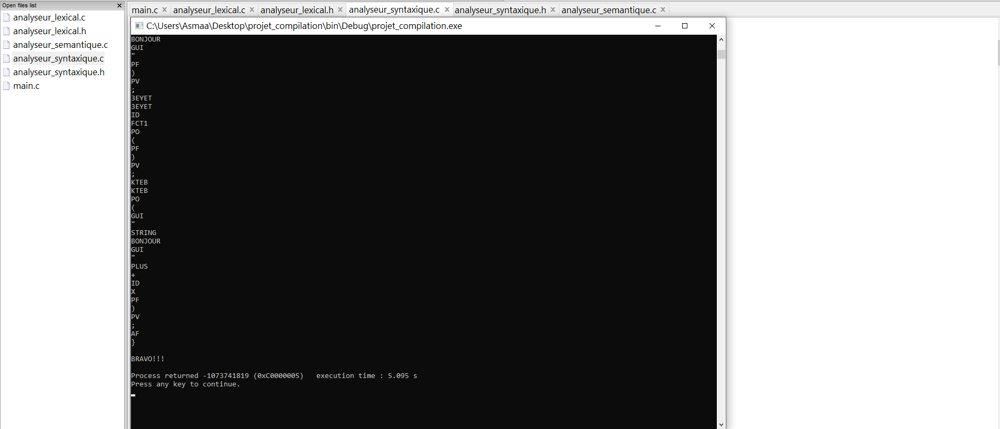 Open files list
analyseur_lexical.c
analyseur_lexical.h
analyseur_semantique.c
analyseur_syntaxique.c
analyseur_syntaxique.h
main.c
main.c analyseur_lexical.c analyseur_lexical.h analyseur_syntaxique.c analyseur_syntaxique.h analyseur_semantique.c
C:\Users\Asmaa\Desktop\projet_compilation\bin\Debug\projet_compilation.exe
BONJOUR
GUI
"
PF
)
PV
;
3EYET
3EYET
ID
FCT1
PO
(
PF
)
PV
;
KTEB
KTEB
PO
(
GUI
"
STRING
BONJOUR
GUI
"
PLUS
+
ID
X
PF
)
PV
;
AF
}
BRAVO!!!
Process returned -1073741819 (0xC0000005)   execution time : 5.095 s
Press any key to continue.